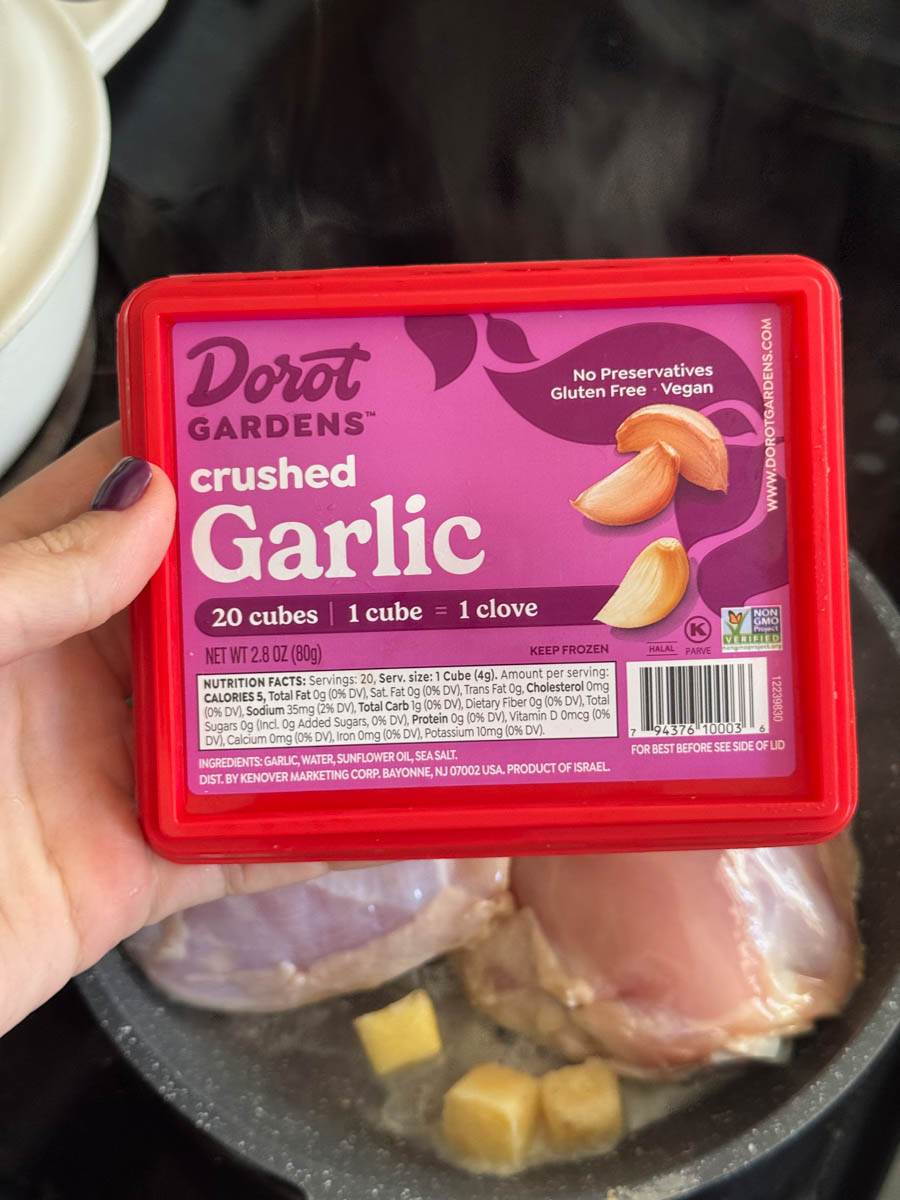 Dorot
GARDENS™
No Preservatives
Gluten Free · Vegan
WWW.DOROTGARDENS.COM
crushed
Garlic
20 cubes | 1 cube = 1 clove
NET WT 2.8 OZ (80g)
KEEP FROZEN
HALAL
K
PARVE
NON
GMO
Project
VERIFIED
nongmoproject.org
NUTRITION FACTS: Servings: 20, Serv. size: 1 Cube (4g). Amount per serving:
CALORIES 5, Total Fat 0g (0% DV), Sat. Fat 0g (0% DV), Trans Fat 0g, Cholesterol 0mg
(0% DV), Sodium 35mg (2% DV), Total Carb 1g (0% DV), Dietary Fiber 0g (0% DV), Total
Sugars 0g (Incl. 0g Added Sugars, 0% DV), Protein 0g (0% DV), Vitamin D 0mcg (0%
DV), Calcium 0mg (0% DV), Iron 0mg (0% DV), Potassium 10mg (0% DV).
INGREDIENTS: GARLIC, WATER, SUNFLOWER OIL, SEA SALT.
DIST. BY KENOVER MARKETING CORP. BAYONNE, NJ 07002 USA. PRODUCT OF ISRAEL.
7 94376 10003 6
12239830
FOR BEST BEFORE SEE SIDE OF LID